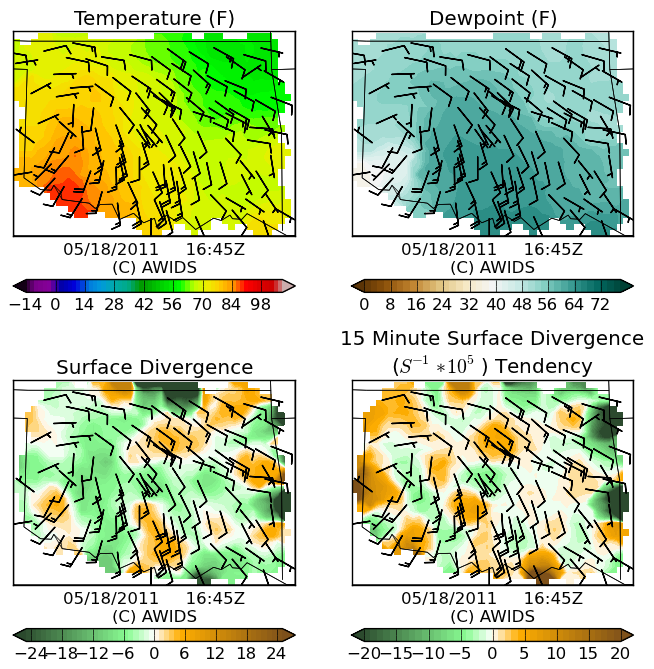 Temperature (F)
Dewpoint (F)
05/18/2011 16:45Z
(C) AWIDS
05/18/2011 16:45Z
(C) AWIDS
−14 0 14 28 42 56 70 84 98
0 8 16 24 32 40 48 56 64 72
Surface Divergence
15 Minute Surface Divergence
(S⁻¹ ∗10⁵ ) Tendency
05/18/2011 16:45Z
(C) AWIDS
05/18/2011 16:45Z
(C) AWIDS
−24 −18 −12 −6 0 6 12 18 24
−20 −15 −10 −5 0 5 10 15 20